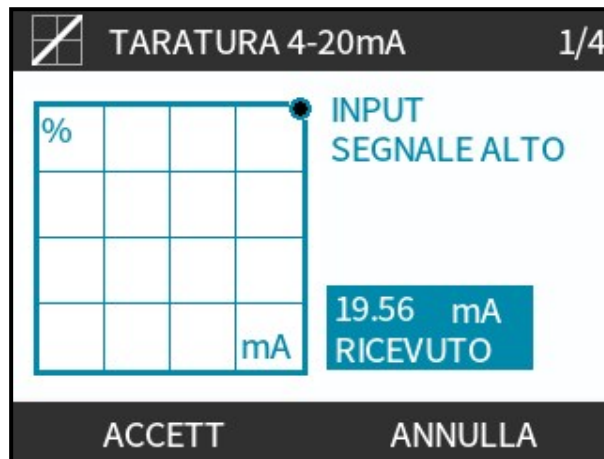 TARATURA 4-20mA 1/4
%
INPUT
SEGNALE ALTO
19.56 mA
RICEVUTO
mA
ACCETT ANNULLA